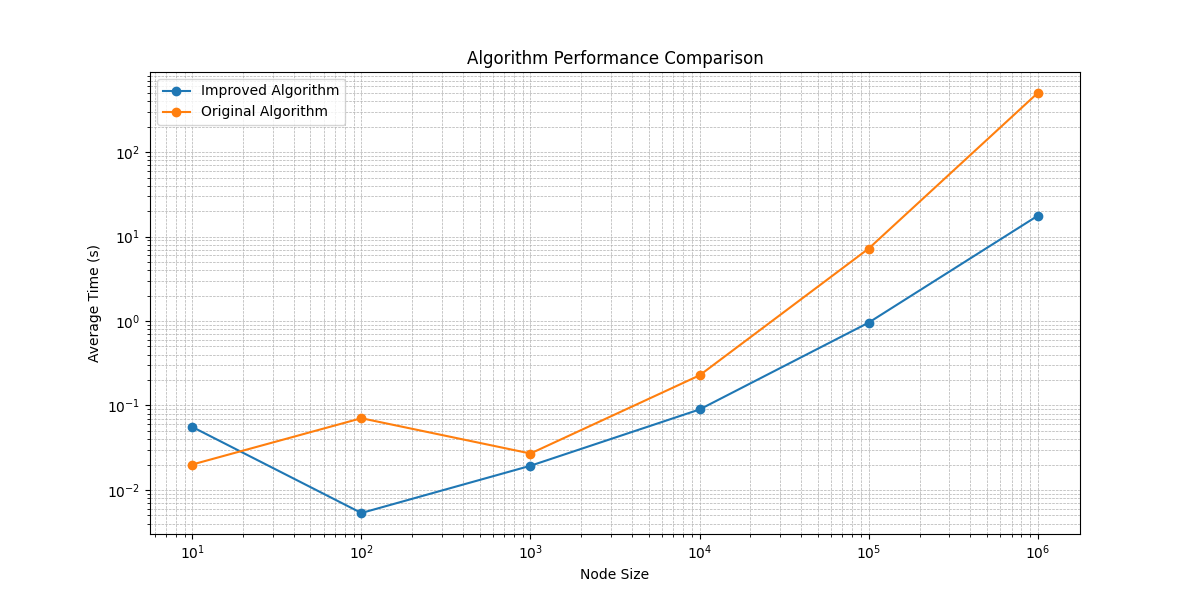 Algorithm Performance Comparison
Improved Algorithm
Original Algorithm
Average Time (s)
10²
10¹
10⁰
10⁻¹
10⁻²
10¹ 10² 10³ 10⁴ 10⁵ 10⁶
Node Size